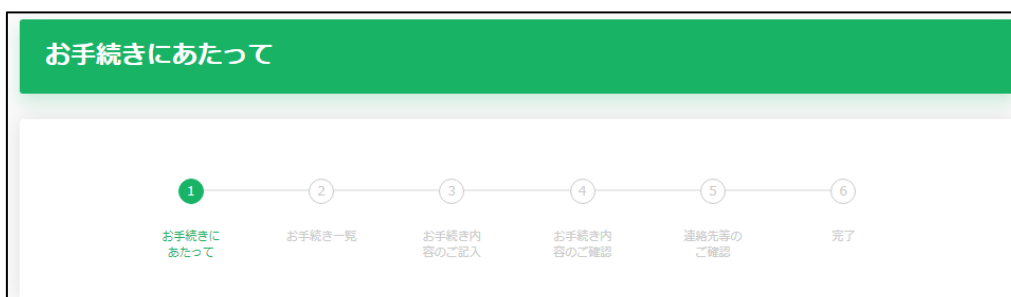 お手続きにあたって
1 2 3 4 5 6
お手続きに お手続き一覧 お手続き内 お手続き内 連絡先等の 完了
あたって 容のご記入 容のご確認 ご確認